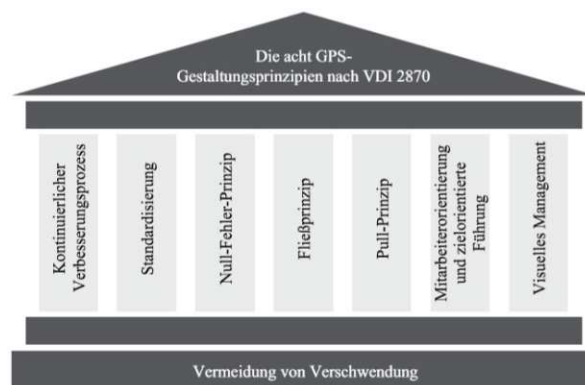 Die acht GPS-
Gestaltungsprinzipien nach VDI 2870
Kontinuierlicher
Verbesserungsprozess
Standardisierung
Null-Fehler-Prinzip
Fließprinzip
Pull-Prinzip
Mitarbeiterorientierung
und zielorientierte
Führung
Visuelles Management
Vermeidung von Verschwendung